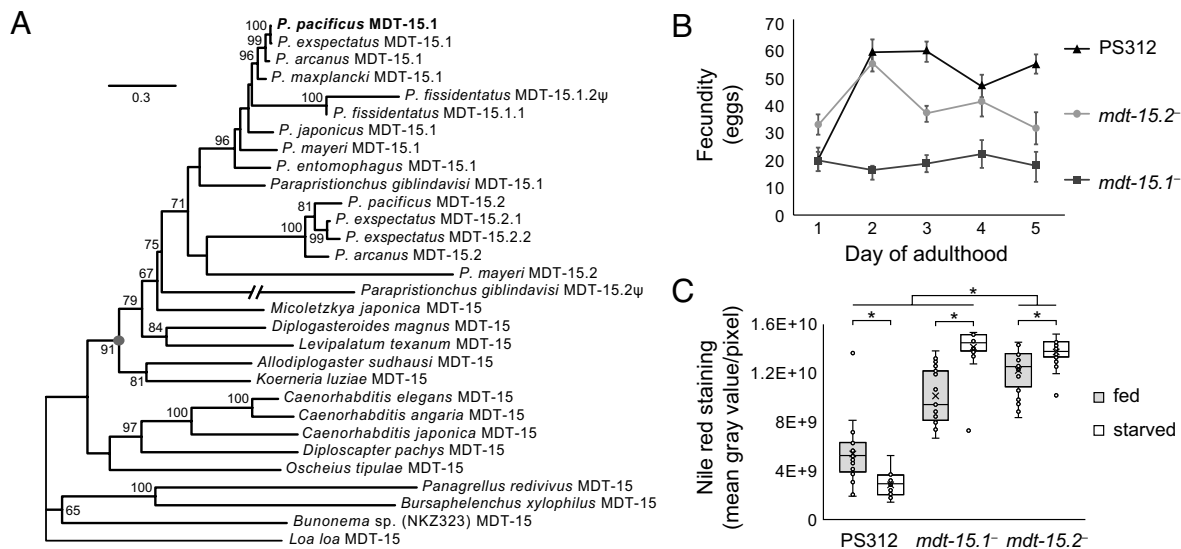 A
100 P. pacificus MDT-15.1
99 P. exspectatus MDT-15.1
96 P. arcanus MDT-15.1
P. maxplancki MDT-15.1
0.3
100 P. fissidentatus MDT-15.1.2ψ
P. fissidentatus MDT-15.1.1
P. japonicus MDT-15.1
96 P. mayeri MDT-15.1
P. entomophagus MDT-15.1
Parapristionchus giblindavisi MDT-15.1
81 P. pacificus MDT-15.2
71 P. exspectatus MDT-15.2.1
100 99 P. exspectatus MDT-15.2.2
75 P. arcanus MDT-15.2
67 P. mayeri MDT-15.2
Parapristionchus giblindavisi MDT-15.2ψ
79 Micoletzkya japonica MDT-15
84 Diplogasteroides magnus MDT-15
91 Levipalatum texanum MDT-15
Allodiplogaster sudhausi MDT-15
81 Koerneria luziae MDT-15
100 Caenorhabditis elegans MDT-15
100 Caenorhabditis angaria MDT-15
97 Caenorhabditis japonica MDT-15
Diploscapter pachys MDT-15
Oscheius tipulae MDT-15
100 Panagrellus redivivus MDT-15
Bursaphelenchus xylophilus MDT-15
65 Bunonema sp. (NKZ323) MDT-15
Loa loa MDT-15
B
Fecundity
(eggs)
70
60
50
40
30
20
10
0
1 2 3 4 5
Day of adulthood
PS312
mdt-15.2⁻
mdt-15.1⁻
C
Nile red staining
(mean gray value/pixel)
1.6E+10
1.2E+10
8E+9
4E+9
0
*
* * *
PS312 mdt-15.1⁻ mdt-15.2⁻
fed
starved